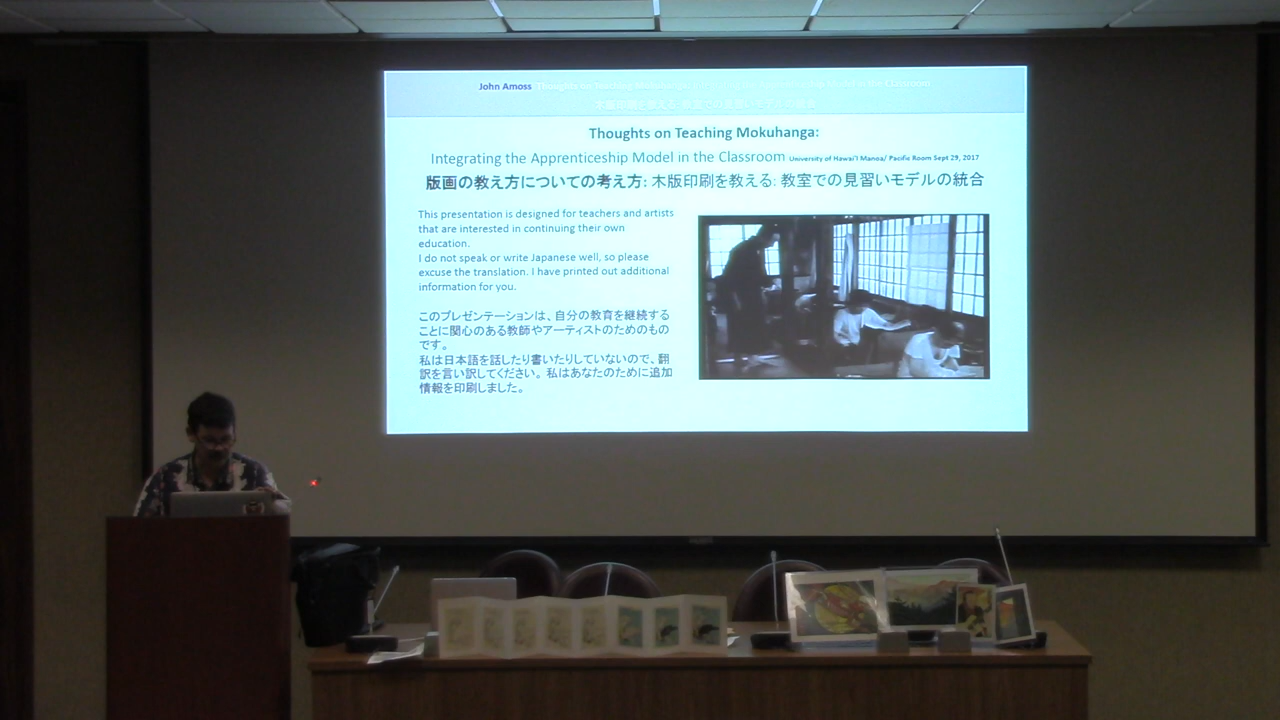 John Amoss Thoughts on Teaching Mokuhanga: Model in the Classroom
Thoughts on Teaching Mokuhanga:
Integrating the Apprenticeship Model in the Classroom University of Hawai'I Manoa/ Pacific Room Sept 29, 2017
版画の教え方についての考え方: 木版印刷を教える: 教室での見習いモデルの統合
This presentation is designed for teachers and artists
that are interested in continuing their own
education.
I do not speak or write Japanese well, so please
excuse the translation. I have printed out additional
information for you.
このプレゼンテーションは、自分の教育を継続する
ことに関心のある教師やアーティストのためのもの
です。
私は日本語を話したり書いたりしていないので、翻
訳を言い訳してください。私はあなたのために追加
情報を印刷しました。